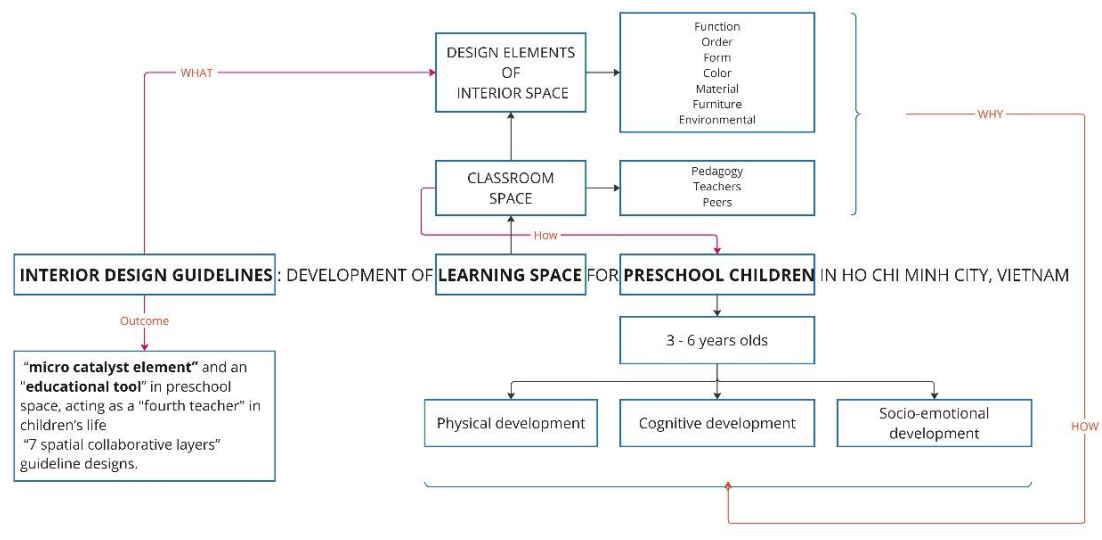 Function
Order
Form
Color
Material
Furniture
Environmental
DESIGN ELEMENTS
OF
INTERIOR SPACE
WHAT
WHY
CLASSROOM
SPACE
Pedagogy
Teachers
Peers
How
INTERIOR DESIGN GUIDELINES : DEVELOPMENT OF LEARNING SPACE FOR PRESCHOOL CHILDREN IN HO CHI MINH CITY, VIETNAM
Outcome
3 - 6 years olds
“micro catalyst element” and an
"educational tool” in preschool
space, acting as a "fourth teacher" in
children’s life
“7 spatial collaborative layers”
guideline designs.
Physical development
Cognitive development
Socio-emotional
development
HOW